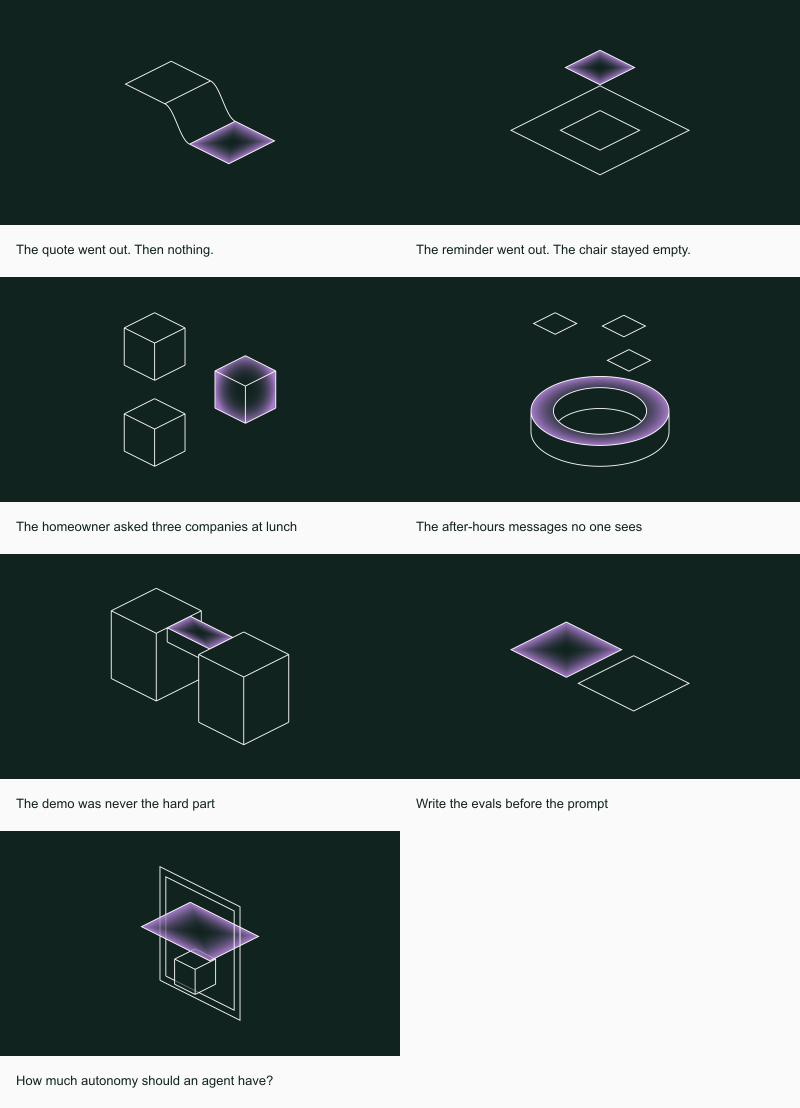 The quote went out. Then nothing.
The reminder went out. The chair stayed empty.
The homeowner asked three companies at lunch
The after-hours messages no one sees
The demo was never the hard part
Write the evals before the prompt
How much autonomy should an agent have?